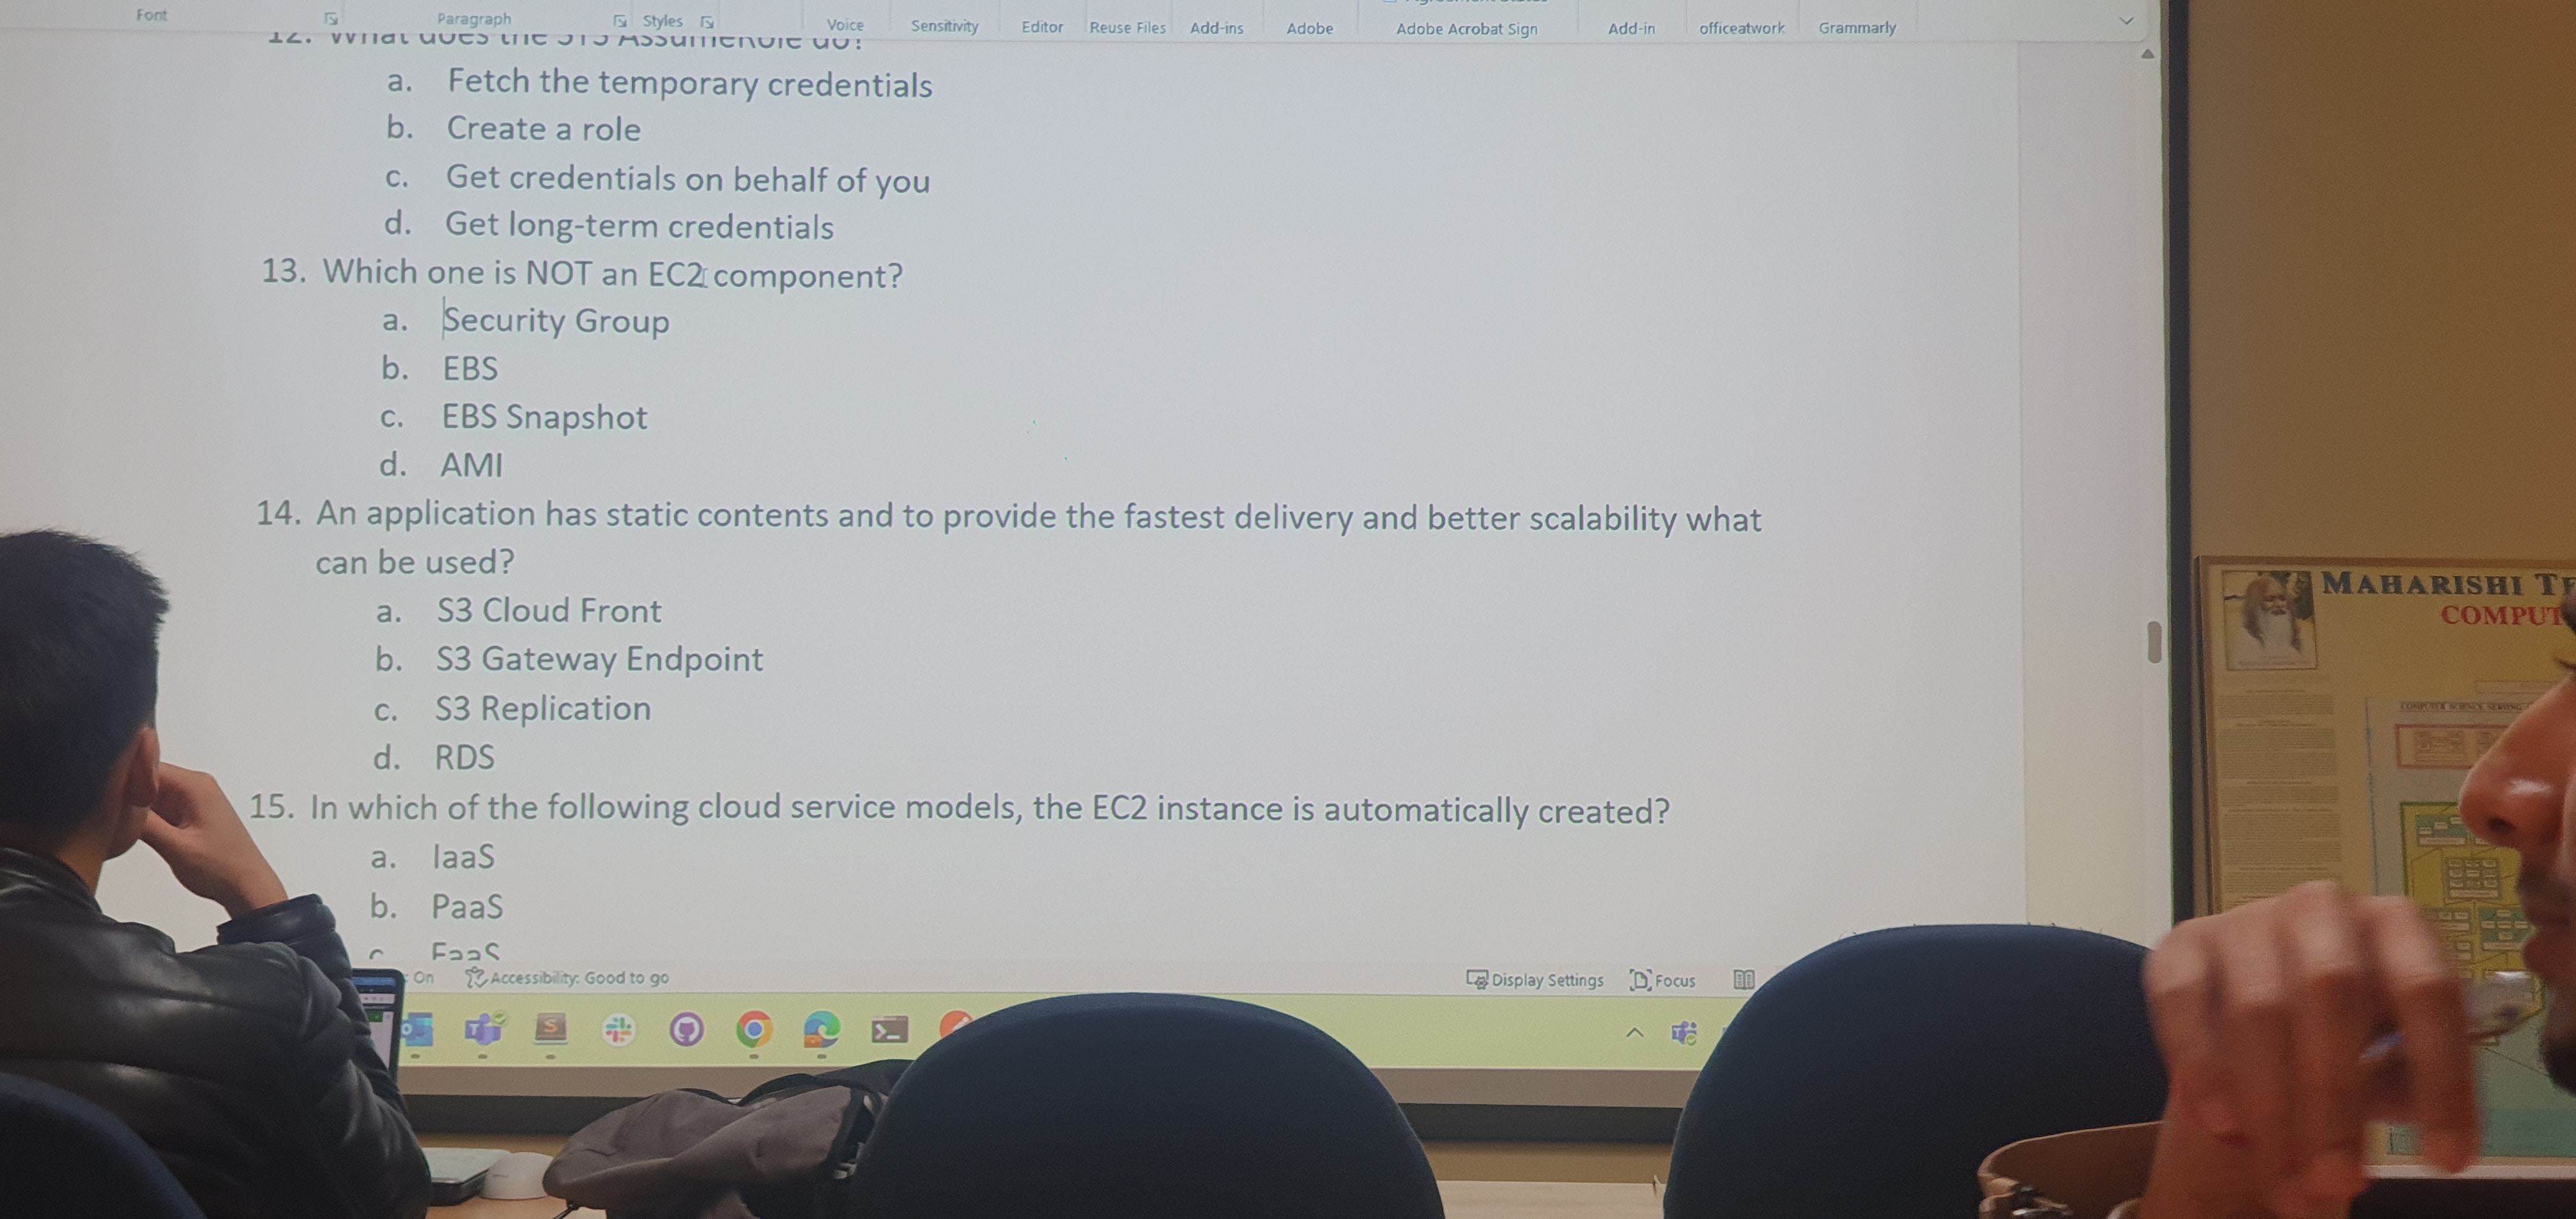 Font
Paragraph
Styles
Voice
Sensitivity
Editor
Reuse Files
Add-ins
Adobe
Adobe Acrobat Sign
Add-in
officeatwork
Grammarly
12. What does the STS AssumeRole do?
a. Fetch the temporary credentials
b. Create a role
c. Get credentials on behalf of you
d. Get long-term credentials
13. Which one is NOT an EC2 component?
a. Security Group
b. EBS
c. EBS Snapshot
d. AMI
14. An application has static contents and to provide the fastest delivery and better scalability what
can be used?
a. S3 Cloud Front
b. S3 Gateway Endpoint
c. S3 Replication
d. RDS
15. In which of the following cloud service models, the EC2 instance is automatically created?
a. IaaS
b. PaaS
c FaaS
On
Accessibility: Good to go
Display Settings
Focus
MAHARISHI
COMPUT